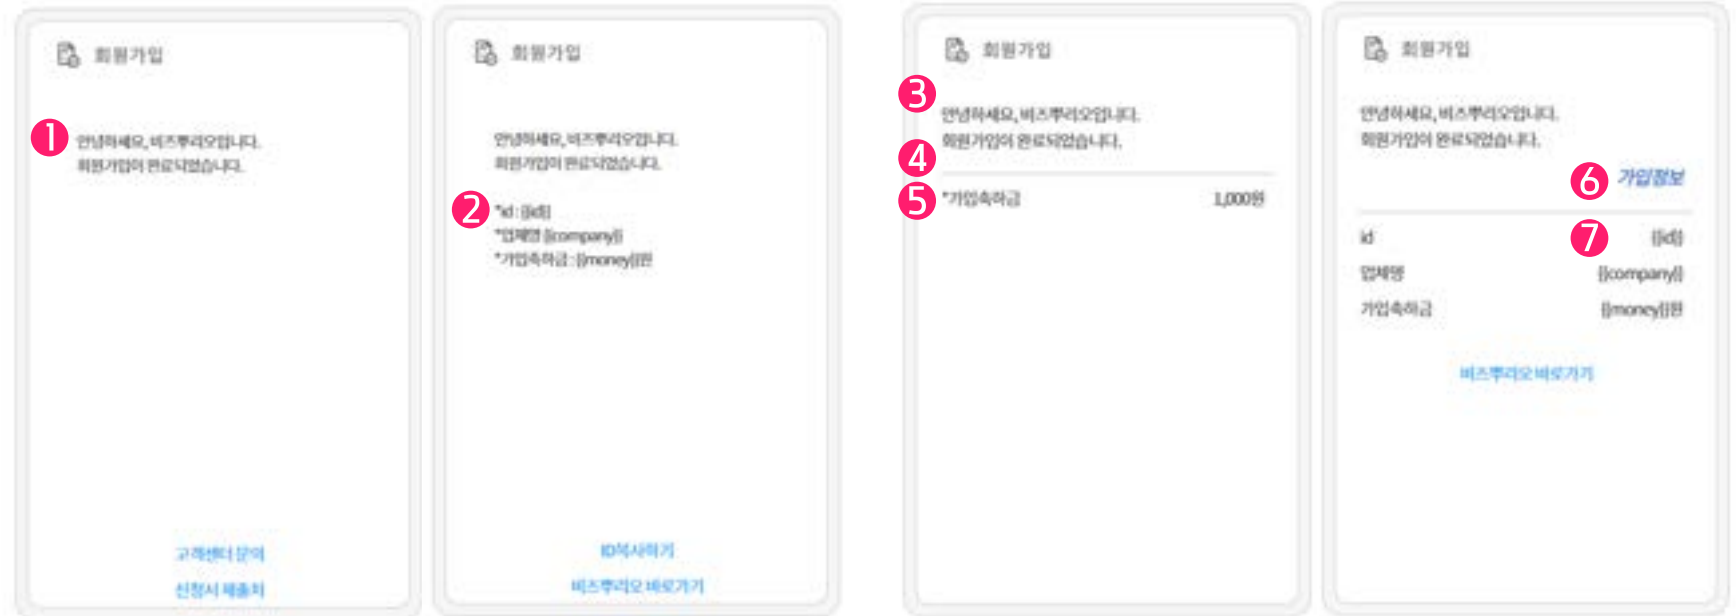 회원가입
❶ 안녕하세요, 비즈뿌리오입니다.
회원가입이 완료되었습니다.
고객센터 문의
신청서 제출처
회원가입
안녕하세요, 비즈뿌리오입니다.
회원가입이 완료되었습니다.
❷ *id : {{id}}
*업체명 {{company}}
*가입축하금 : {{money}}원
ID복사하기
비즈뿌리오 바로가기
회원가입
❸
안녕하세요, 비즈뿌리오입니다.
회원가입이 완료되었습니다.
❹
❺ *가입축하금 1,000원
회원가입
안녕하세요, 비즈뿌리오입니다.
회원가입이 완료되었습니다.
❻ 가입정보
id ❼ {{id}}
업체명 {{company}}
가입축하금 {{money}}원
비즈뿌리오 바로가기